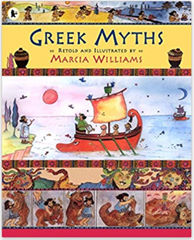 GREEK MYTHS
RETOLD AND ILLUSTRATED BY
MARCIA WILLIAMS